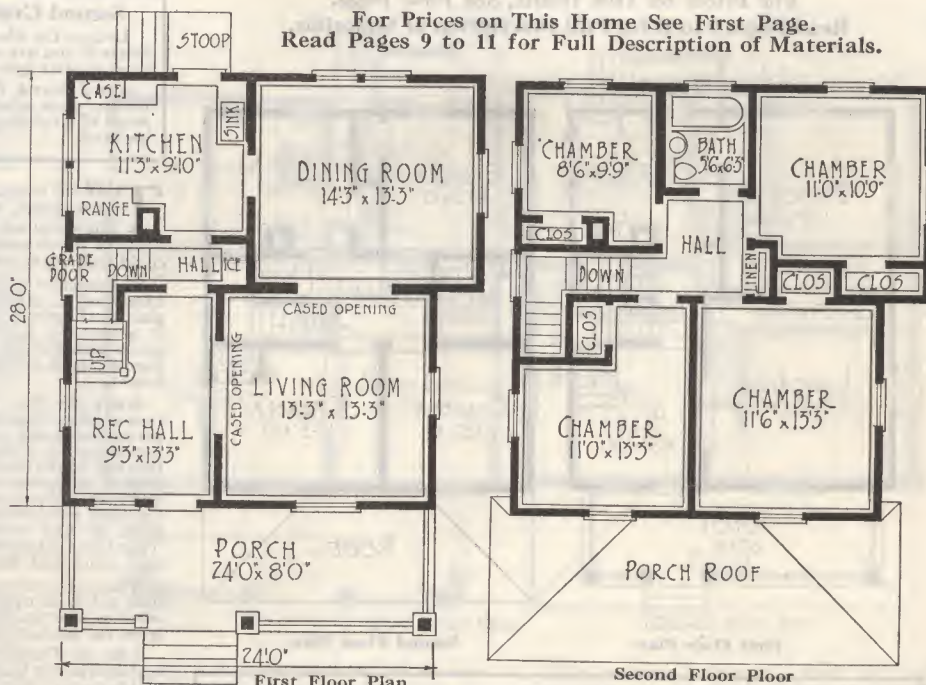 For Prices on This Home See First Page.
Read Pages 9 to 11 for Full Description of Materials.
STOOP
CASE
KITCHEN
11'3" x 9'10"
SINK
RANGE
DINING ROOM
14'3" x 13'3"
GRADE
DOOR
DOWN
HALL
ICE
UP
CASED OPENING
CASED OPENING
LIVING ROOM
13'3" x 13'3"
REC HALL
9'3" x 13'3"
28'0"
PORCH
24'0" x 8'0"
24'0"
First Floor Plan
CHAMBER
8'6" x 9'9"
BATH
5'6" x 6'3"
CHAMBER
11'0" x 10'9"
CLOS
HALL
DOWN
LINEN
CLOS
CLOS
CLOS
CHAMBER
11'0" x 13'3"
CHAMBER
11'6" x 13'3"
PORCH ROOF
Second Floor Ploor